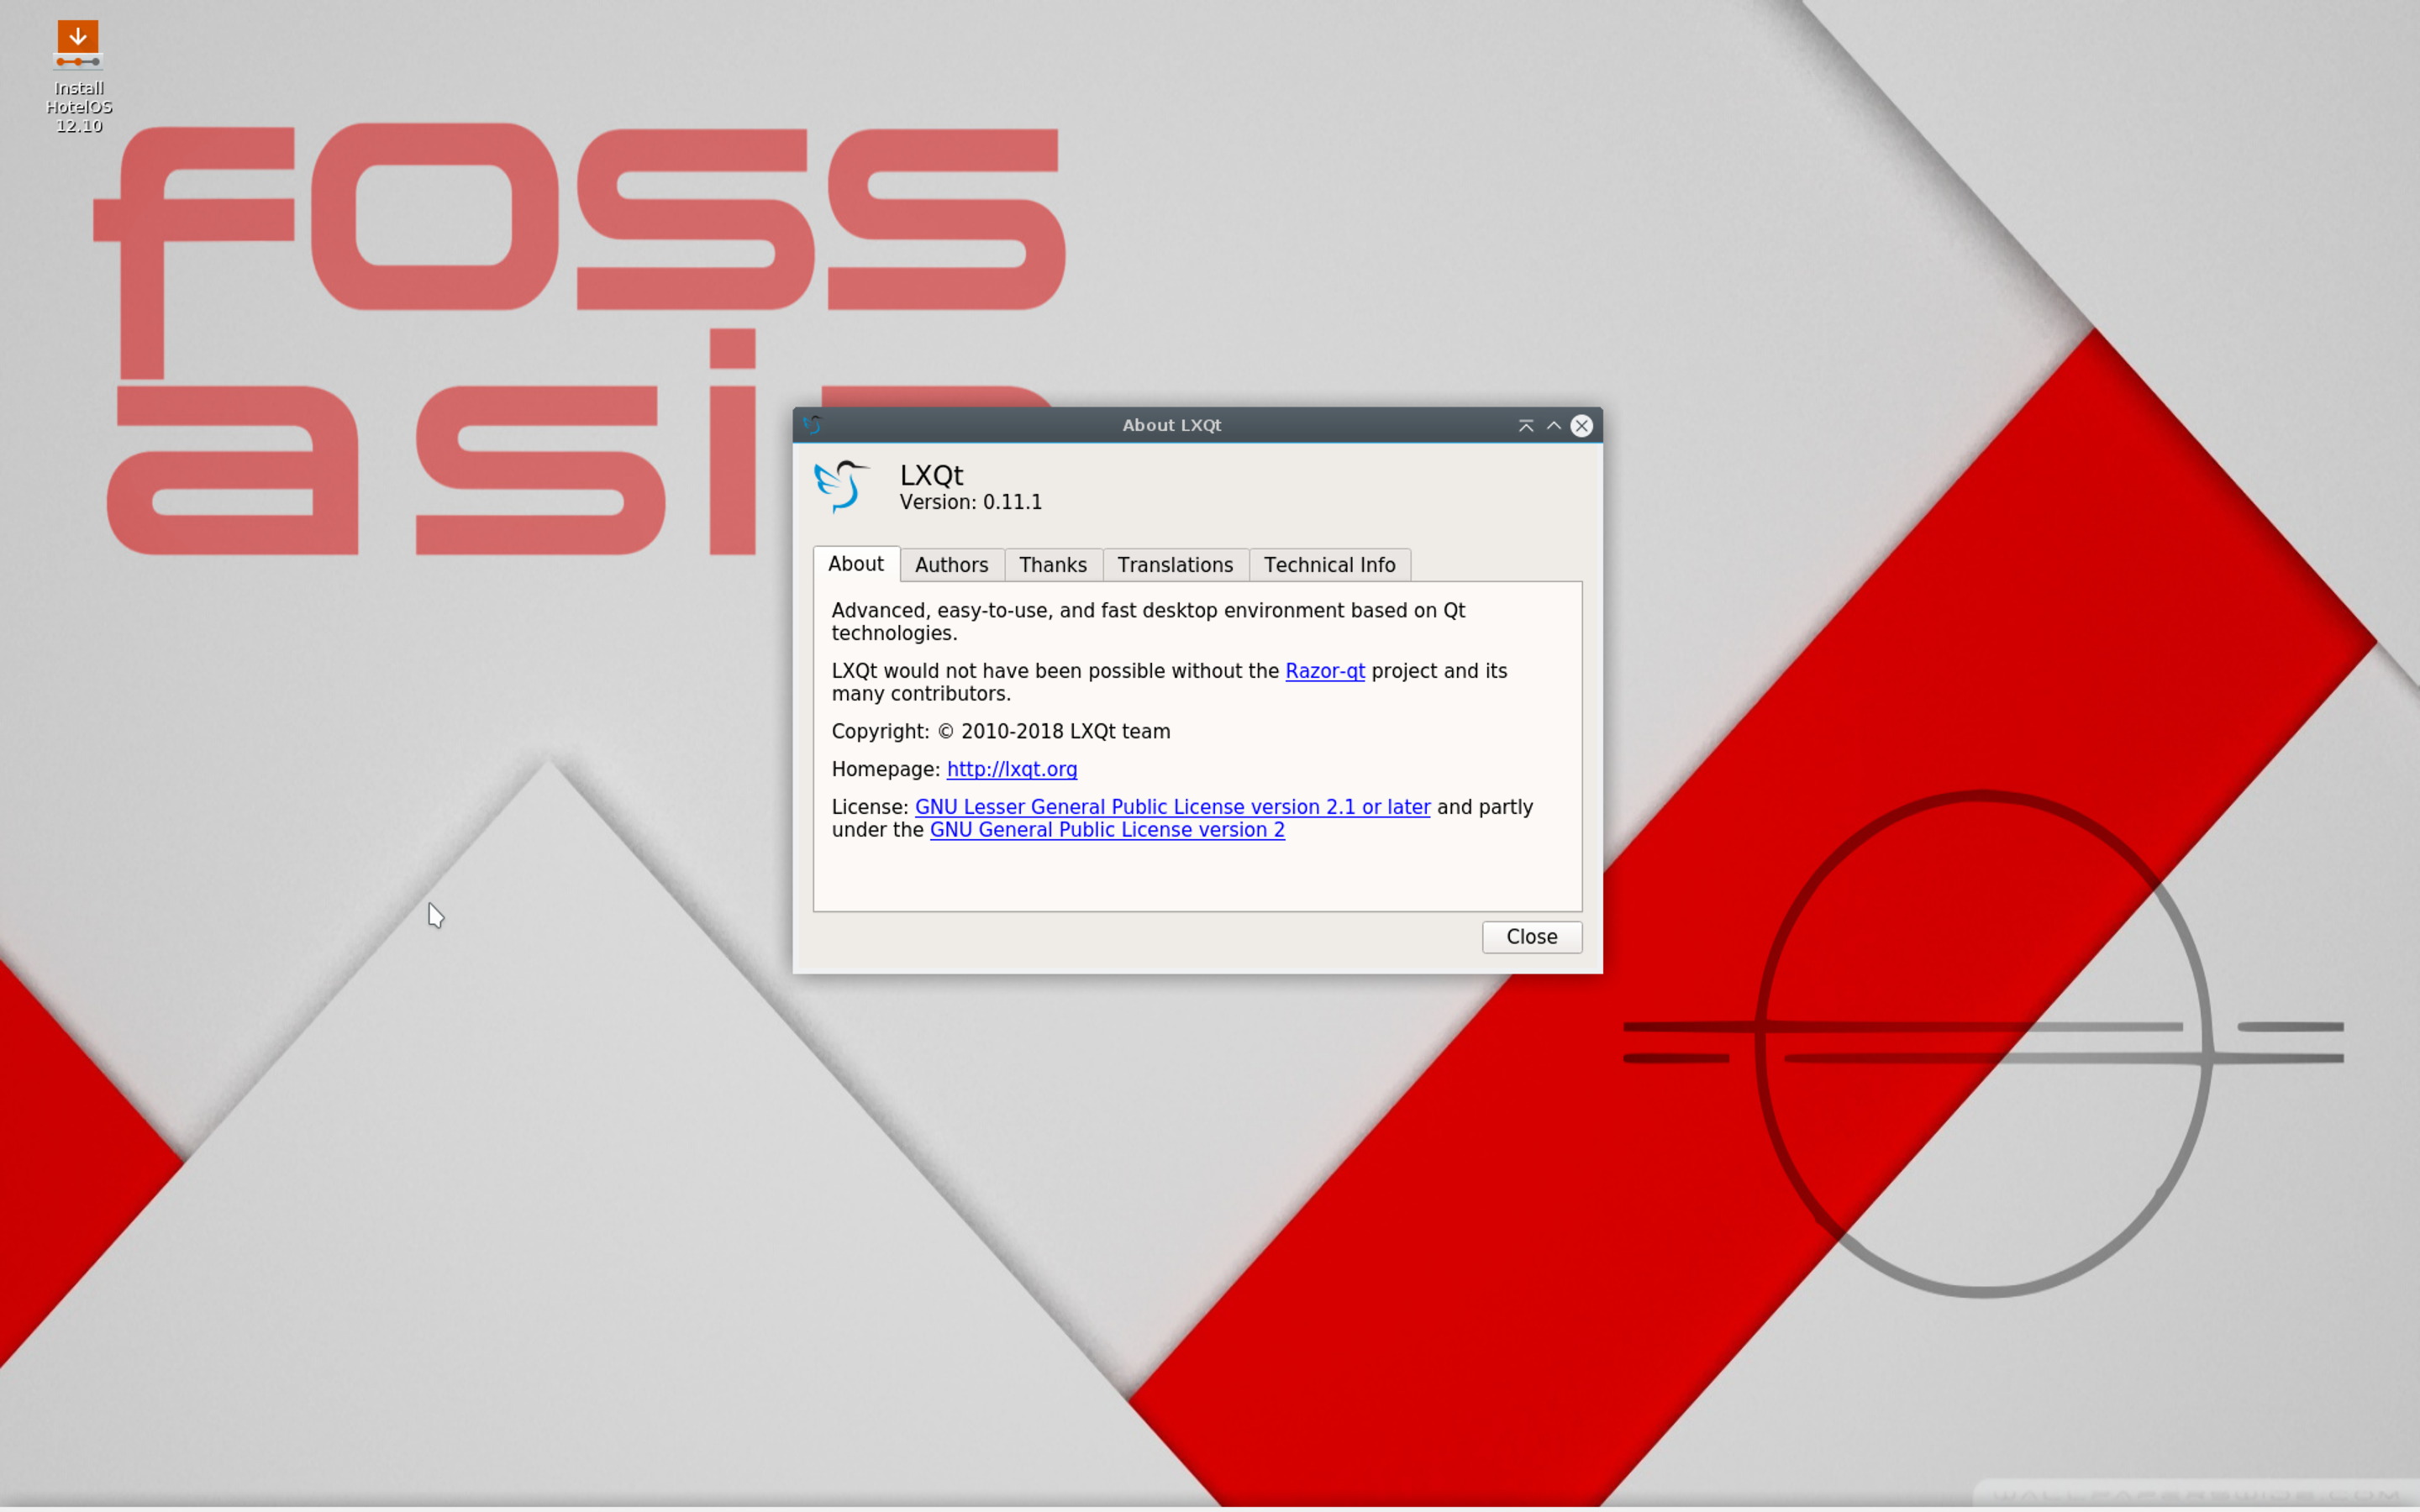 Install
HotelOS
12.10
foss
asi
About LXQt
LXQt
Version: 0.11.1
About Authors Thanks Translations Technical Info
Advanced, easy-to-use, and fast desktop environment based on Qt
technologies.
LXQt would not have been possible without the Razor-qt project and its
many contributors.
Copyright: © 2010-2018 LXQt team
Homepage: http://lxqt.org
License: GNU Lesser General Public License version 2.1 or later and partly
under the GNU General Public License version 2
Close